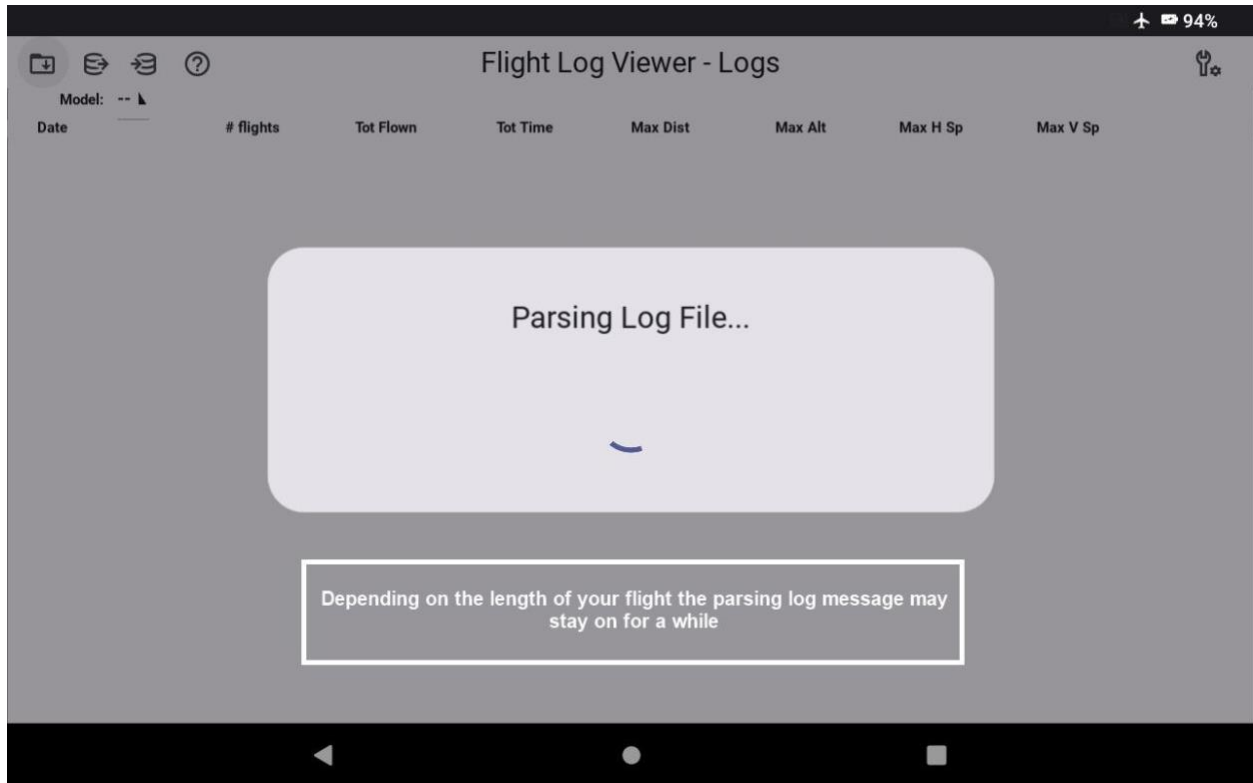 94%
Flight Log Viewer - Logs
Model: --
Date # flights Tot Flown Tot Time Max Dist Max Alt Max H Sp Max V Sp
Parsing Log File...
Depending on the length of your flight the parsing log message may
stay on for a while